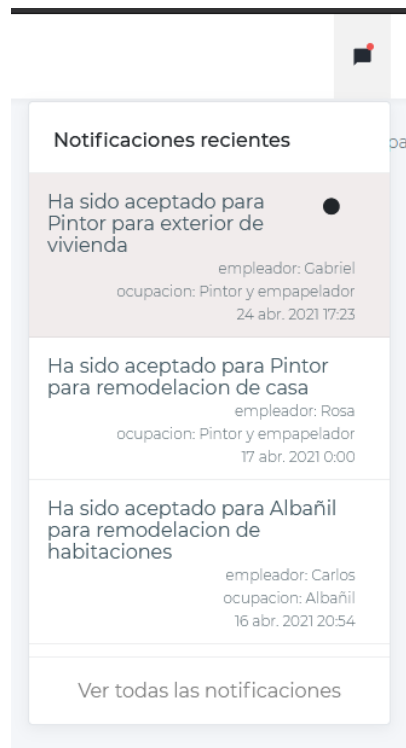 Notificaciones recientes
Ha sido aceptado para
Pintor para exterior de
vivienda
empleador: Gabriel
ocupacion: Pintor y empapelador
24 abr. 2021 17:23
Ha sido aceptado para Pintor
para remodelacion de casa
empleador: Rosa
ocupacion: Pintor y empapelador
17 abr. 2021 0:00
Ha sido aceptado para Albañil
para remodelacion de
habitaciones
empleador: Carlos
ocupacion: Albañil
16 abr. 2021 20:54
Ver todas las notificaciones